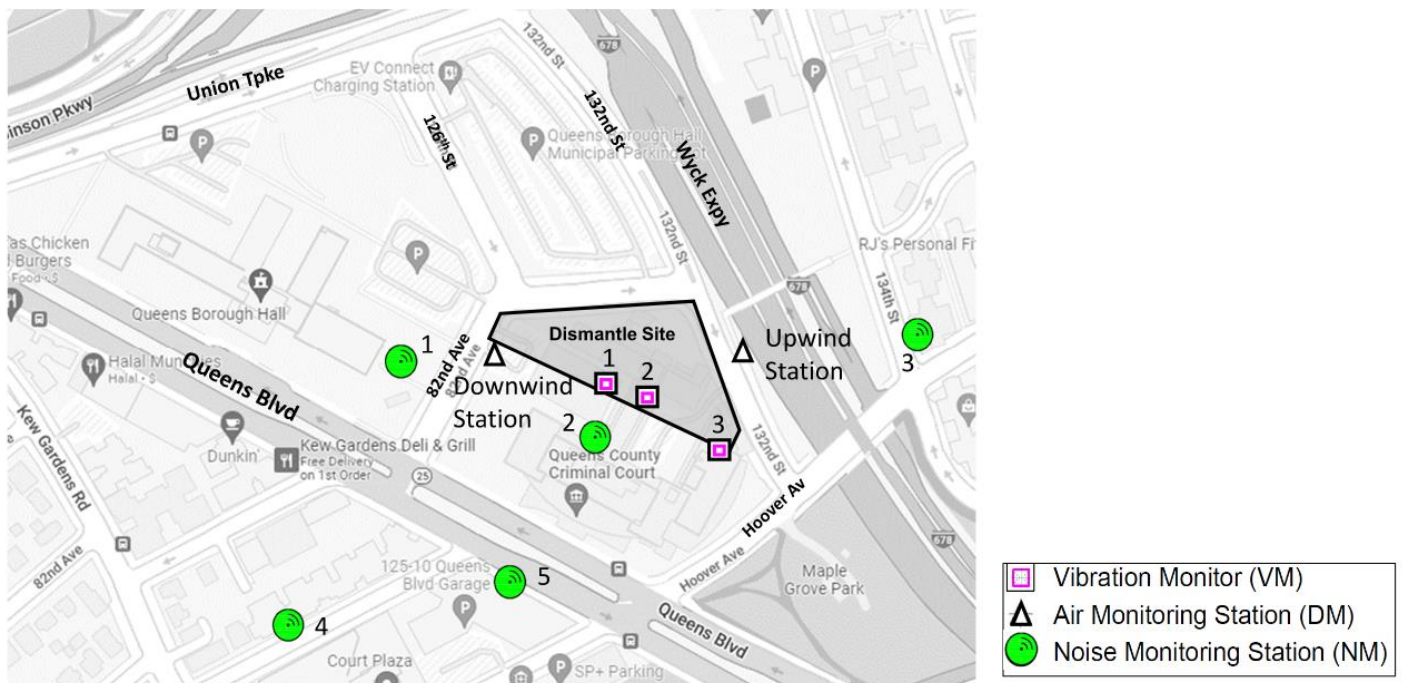 132nd St
678
EV Connect
Charging Station
P
Union Tpke
inson Pkwy
P
126th St
132nd St
P
Queens Borough Hall
Municipal Parking
P
Wyck Expy
132nd St
as Chicken
d Burgers
Food · $
RJ's Personal Fi
P
678
134th St
Queens Borough Hall
Dismantle Site
Upwind
Station
1
82nd Ave
82nd Ave
Downwind
Station
1
2
3
3
Halal Munchies
Halal · $
Queens Blvd
2
Queens County
Criminal Court
132nd St
Kew Gardens Rd
Dunkin'
Kew Gardens Deli & Grill
Free Delivery
on 1st Order
25
Hoover Av
678
82nd Ave
125-10 Queens
Blvd Garage
P
5
Hoover Ave
Maple
Grove Park
4
Queens Blvd
Court Plaza
P
SP+ Parking
Vibration Monitor (VM)
Air Monitoring Station (DM)
Noise Monitoring Station (NM)